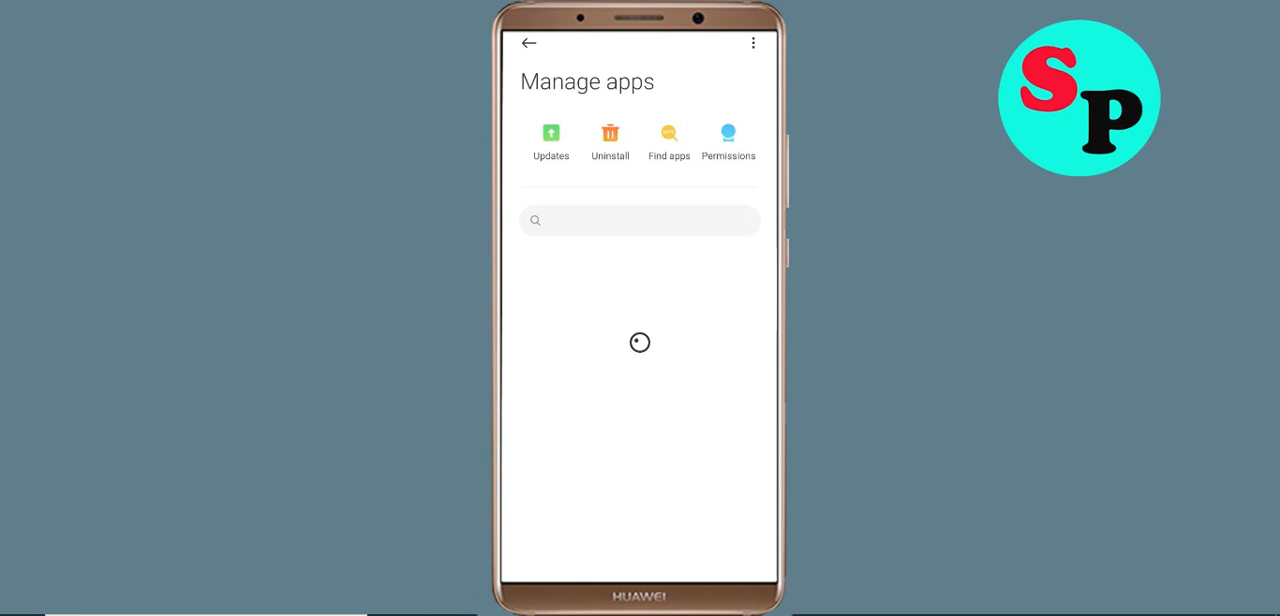 Manage apps
Updates
Uninstall
Find apps
Permissions
HUAWEI
SP